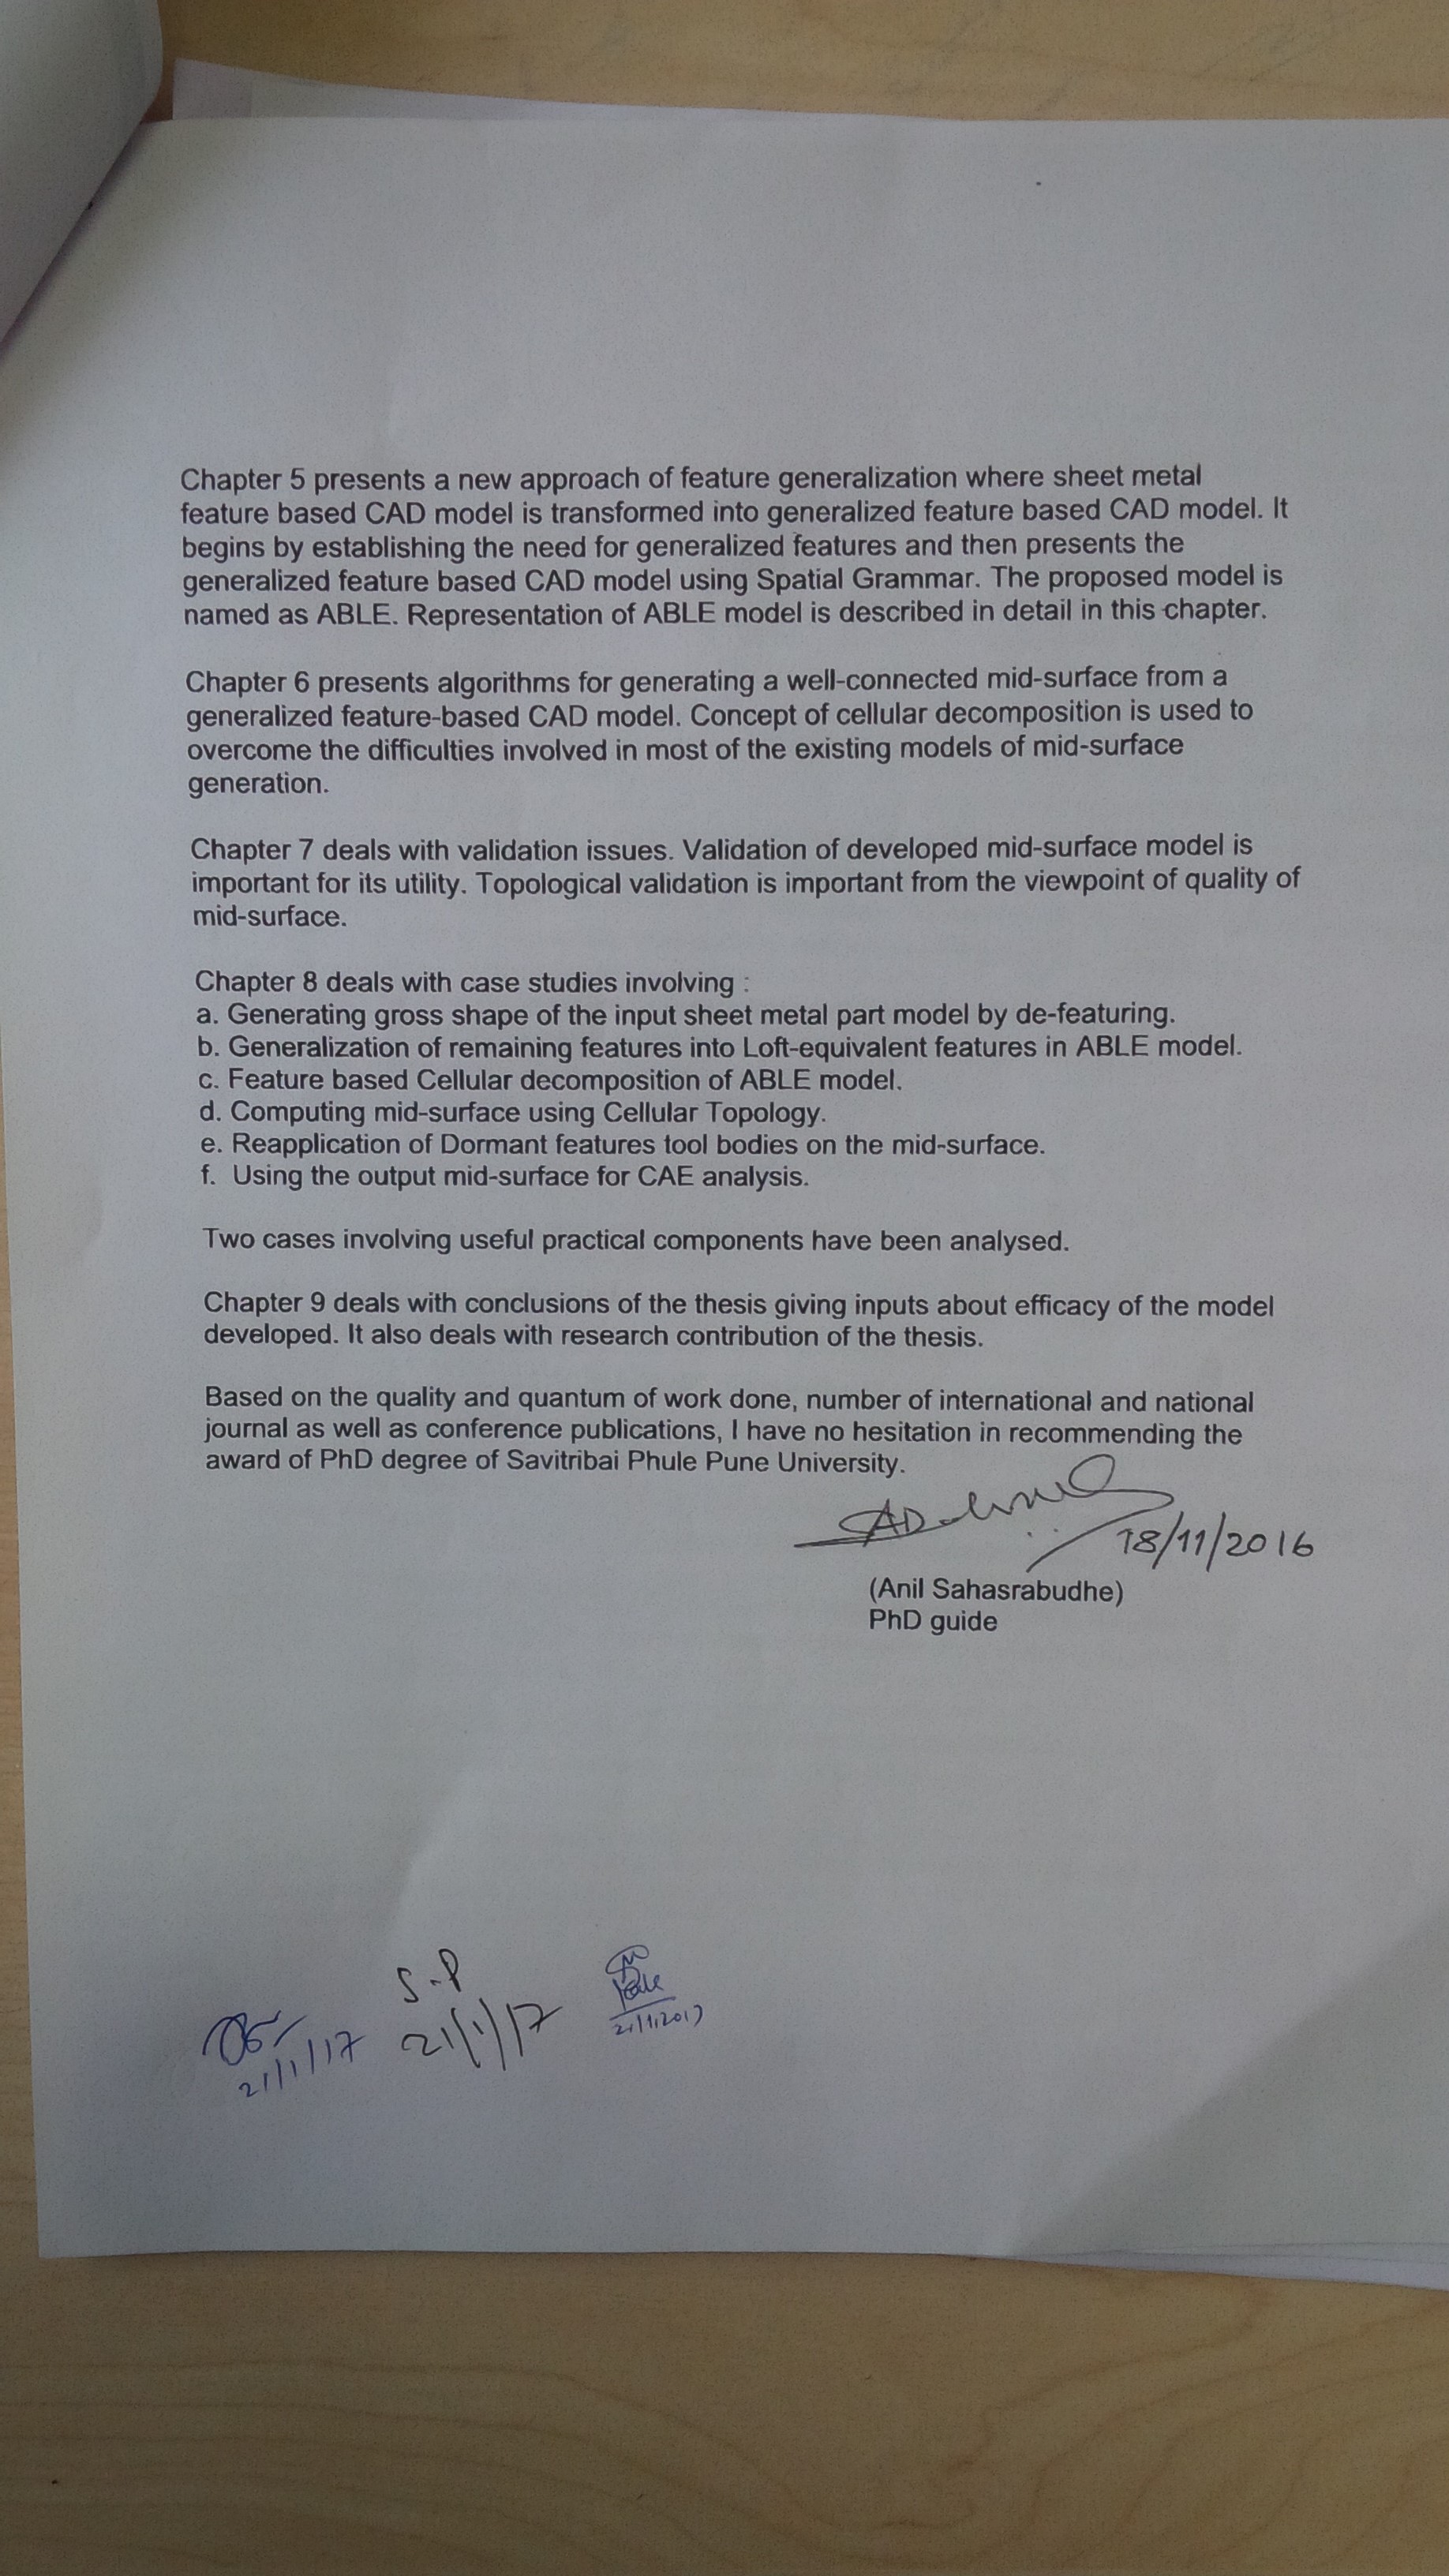 Chapter 5 presents a new approach of feature generalization where sheet metal
feature based CAD model is transformed into generalized feature based CAD model. It
begins by establishing the need for generalized features and then presents the
generalized feature based CAD model using Spatial Grammar. The proposed model is
named as ABLE. Representation of ABLE model is described in detail in this chapter.
Chapter 6 presents algorithms for generating a well-connected mid-surface from a
generalized feature-based CAD model. Concept of cellular decomposition is used to
overcome the difficulties involved in most of the existing models of mid-surface
generation.
Chapter 7 deals with validation issues. Validation of developed mid-surface model is
important for its utility. Topological validation is important from the viewpoint of quality of
mid-surface.
Chapter 8 deals with case studies involving :
a. Generating gross shape of the input sheet metal part model by de-featuring.
b. Generalization of remaining features into Loft-equivalent features in ABLE model.
c. Feature based Cellular decomposition of ABLE model.
d. Computing mid-surface using Cellular Topology.
e. Reapplication of Dormant features tool bodies on the mid-surface.
f. Using the output mid-surface for CAE analysis.
Two cases involving useful practical components have been analysed.
Chapter 9 deals with conclusions of the thesis giving inputs about efficacy of the model
developed. It also deals with research contribution of the thesis.
Based on the quality and quantum of work done, number of international and national
journal as well as conference publications, I have no hesitation in recommending the
award of PhD degree of Savitribai Phule Pune University.
18/11/2016
(Anil Sahasrabudhe)
PhD guide
S.P
21/1/17
21/1/17
21/1/2017